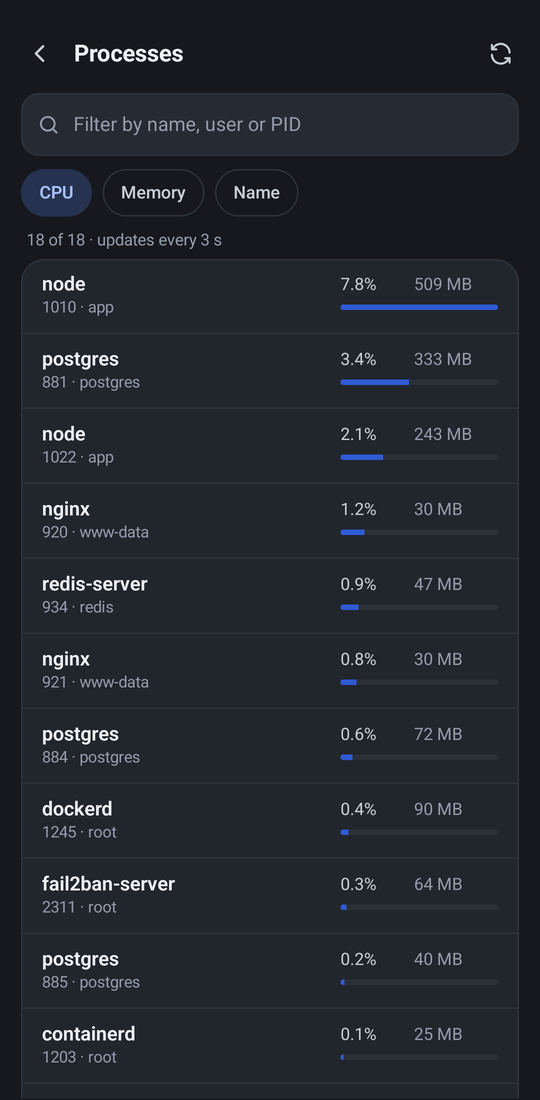 Processes
Filter by name, user or PID
CPU Memory Name
18 of 18 · updates every 3 s
node 7.8% 509 MB
1010 · app
postgres 3.4% 333 MB
881 · postgres
node 2.1% 243 MB
1022 · app
nginx 1.2% 30 MB
920 · www-data
redis-server 0.9% 47 MB
934 · redis
nginx 0.8% 30 MB
921 · www-data
postgres 0.6% 72 MB
884 · postgres
dockerd 0.4% 90 MB
1245 · root
fail2ban-server 0.3% 64 MB
2311 · root
postgres 0.2% 40 MB
885 · postgres
containerd 0.1% 25 MB
1203 · root